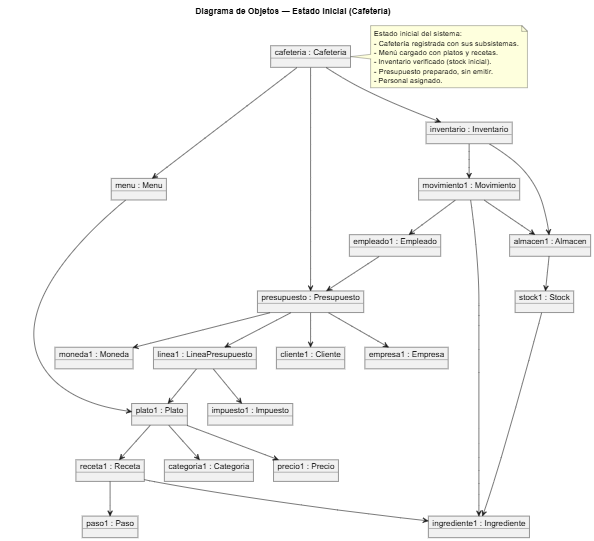 Diagrama de Objetos — Estado Inicial (Cafetería)
Estado inicial del sistema:
- Cafetería registrada con sus subsistemas.
- Menú cargado con platos y recetas.
- Inventario verificado (stock inicial).
- Presupuesto preparado, sin emitir.
- Personal asignado.
cafeteria : Cafeteria
inventario : Inventario
menu : Menu
movimiento1 : Movimiento
empleado1 : Empleado
almacen1 : Almacen
presupuesto : Presupuesto
stock1 : Stock
moneda1 : Moneda
linea1 : LineaPresupuesto
cliente1 : Cliente
empresa1 : Empresa
plato1 : Plato
impuesto1 : Impuesto
receta1 : Receta
categoria1 : Categoria
precio1 : Precio
paso1 : Paso
ingrediente1 : Ingrediente